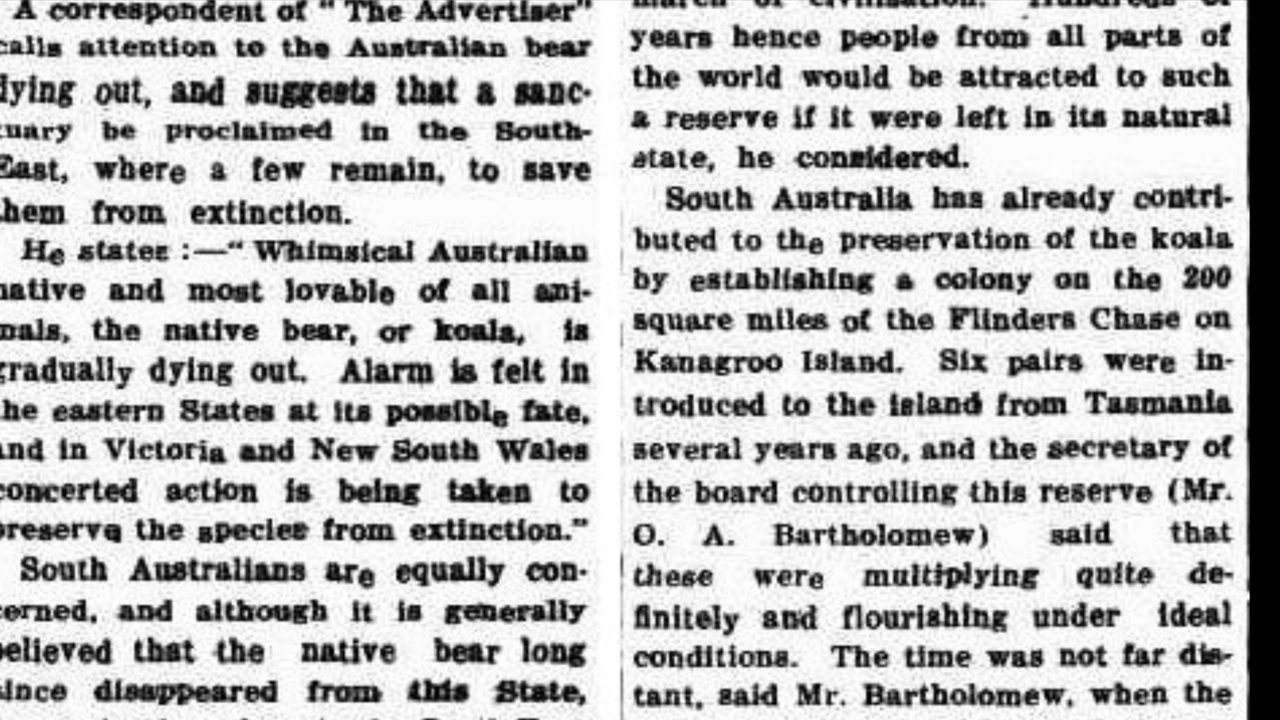 A correspondent of "The Advertiser"
calls attention to the Australian bear
dying out, and suggests that a sanc-
tuary be proclaimed in the South-
East, where a few remain, to save
them from extinction.
He states :—" Whimsical Australian
native and most lovable of all ani-
mals, the native bear, or koala, is
gradually dying out. Alarm is felt in
the eastern States at its possible fate,
and in Victoria and New South Wales
concerted action is being taken to
preserve the species from extinction."
South Australians are equally con-
cerned, and although it is generally
believed that the native bear long
since disappeared from this State,
march of civilisation. Hundreds of
years hence people from all parts of
the world would be attracted to such
a reserve if it were left in its natural
state, he considered.
South Australia has already contri-
buted to the preservation of the koala
by establishing a colony on the 200
square miles of the Flinders Chase on
Kanagroo Island. Six pairs were in-
troduced to the island from Tasmania
several years ago, and the secretary of
the board controlling this reserve (Mr.
O. A. Bartholomew) said that
these were multiplying quite de-
finitely and flourishing under ideal
conditions. The time was not far dis-
tant, said Mr. Bartholomew, when the